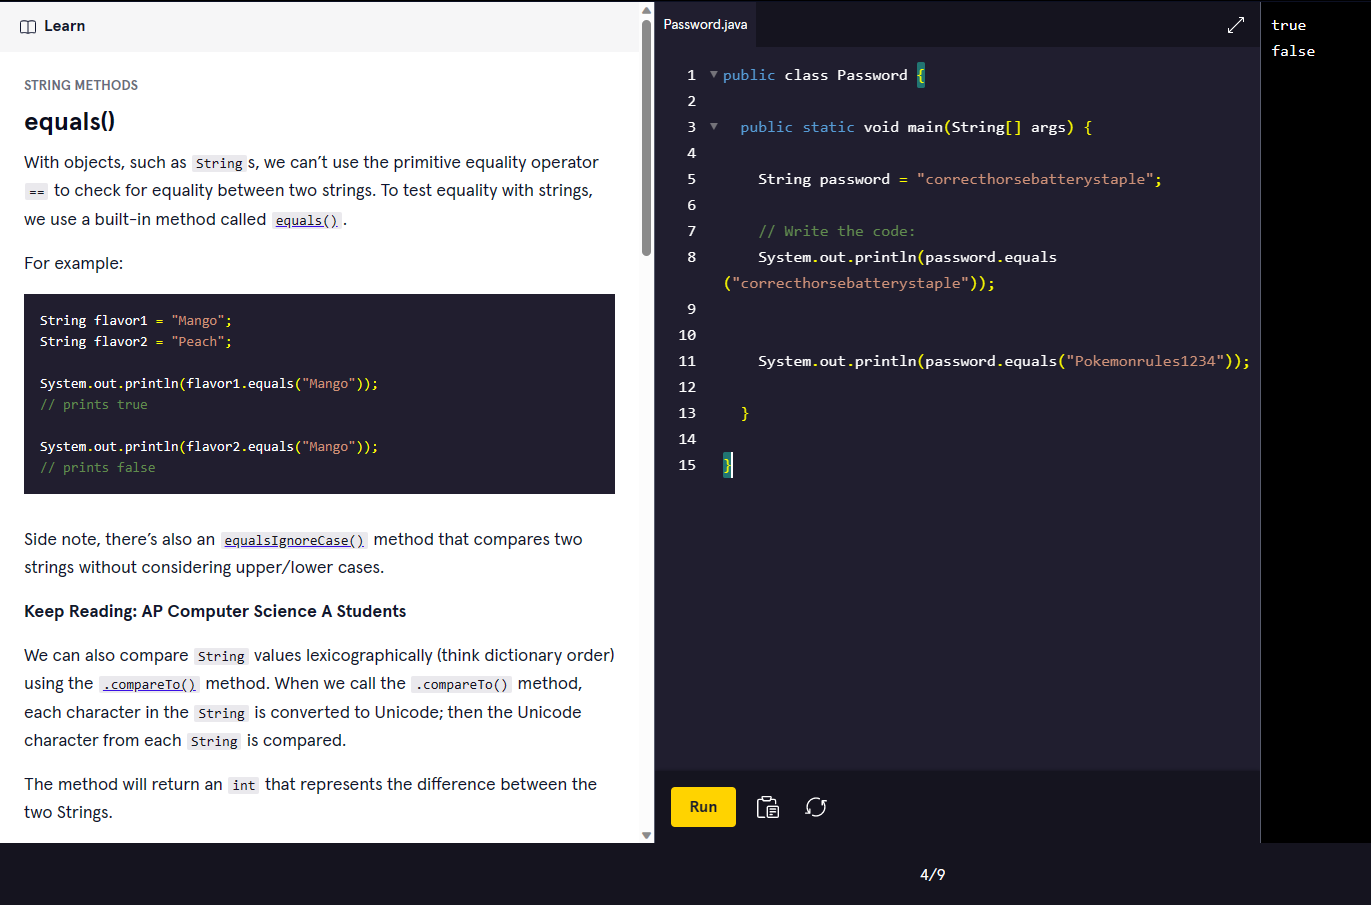 Learn
STRING METHODS
equals()
With objects, such as Strings, we can’t use the primitive equality operator
== to check for equality between two strings. To test equality with strings,
we use a built-in method called equals().
For example:
String flavor1 = "Mango";
String flavor2 = "Peach";
System.out.println(flavor1.equals("Mango"));
// prints true
System.out.println(flavor2.equals("Mango"));
// prints false
Side note, there’s also an equalsIgnoreCase() method that compares two
strings without considering upper/lower cases.
Keep Reading: AP Computer Science A Students
We can also compare String values lexicographically (think dictionary order)
using the .compareTo() method. When we call the .compareTo() method,
each character in the String is converted to Unicode; then the Unicode
character from each String is compared.
The method will return an int that represents the difference between the
two Strings.
Password.java
1 public class Password {
2
3 public static void main(String[] args) {
4
5 String password = "correcthorsebatterystaple";
6
7 // Write the code:
8 System.out.println(password.equals
("correcthorsebatterystaple"));
9
10
11 System.out.println(password.equals("Pokemonrules1234"));
12
13 }
14
15 }
Run
true
false
4/9